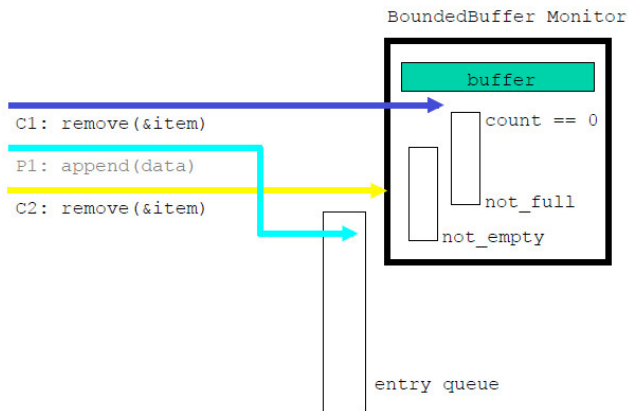 BoundedBuffer Monitor
buffer
count == 0
C1: remove(&item)
P1: append(data)
C2: remove(&item)
not_full
not_empty
entry queue